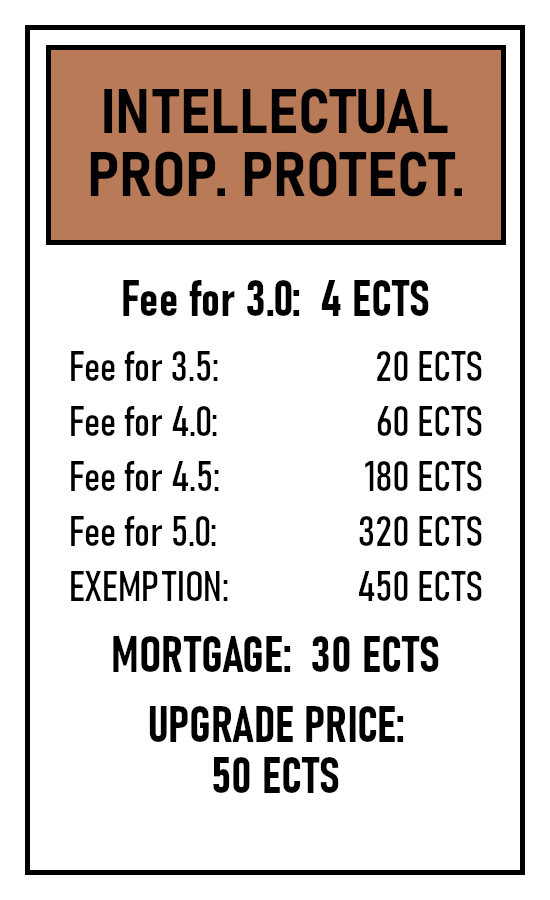 INTELLECTUAL
PROP. PROTECT.
Fee for 3.0: 4 ECTS
Fee for 3.5: 20 ECTS
Fee for 4.0: 60 ECTS
Fee for 4.5: 180 ECTS
Fee for 5.0: 320 ECTS
EXEMPTION: 450 ECTS
MORTGAGE: 30 ECTS
UPGRADE PRICE:
50 ECTS